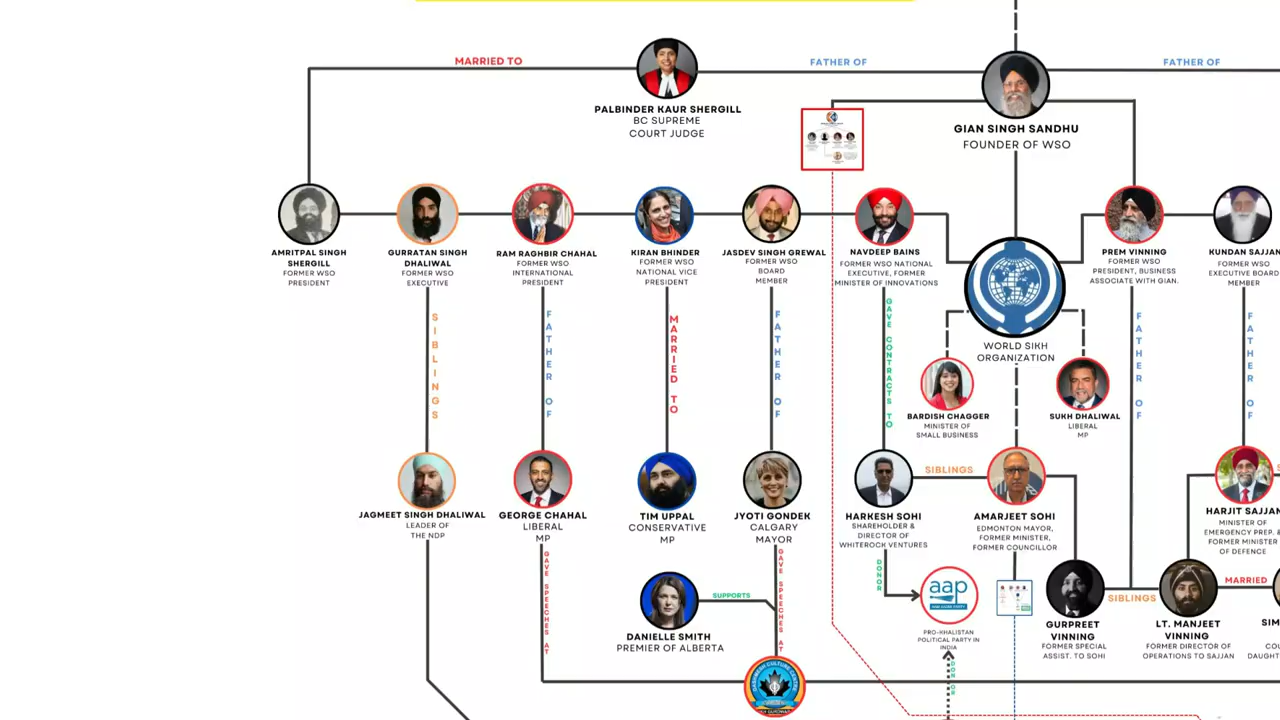 MARRIED TO
FATHER OF
FATHER OF
PALBINDER KAUR SHERGILL
BC SUPREME
COURT JUDGE
GIAN SINGH SANDHU
FOUNDER OF WSO
AMRITPAL SINGH
SHERGILL
FORMER WSO
PRESIDENT
GURRATAN SINGH
DHALIWAL
FORMER WSO
EXECUTIVE
RAM RAGHBIR CHAHAL
FORMER WSO
INTERNATIONAL
PRESIDENT
KIRAN BHINDER
FORMER WSO
NATIONAL VICE
PRESIDENT
JASDEV SINGH GREWAL
FORMER WSO
BOARD
MEMBER
NAVDEEP BAINS
FORMER WSO NATIONAL
EXECUTIVE, FORMER
MINISTER OF INNOVATIONS
PREM VINNING
FORMER WSO
PRESIDENT, BUSINESS
ASSOCIATE WITH GIAN.
KUNDAN SAJJAN
FORMER WSO
EXECUTIVE BOARD
MEMBER
WORLD SIKH
ORGANIZATION
SIBLINGS
FATHER OF
MARRIED TO
FATHER OF
GAVE CONTRACTS TO
FATHER OF
FATHER OF
BARDISH CHAGGER
MINISTER OF
SMALL BUSINESS
SUKH DHALIWAL
LIBERAL
MP
SIBLINGS
JAGMEET SINGH DHALIWAL
LEADER OF
THE NDP
GEORGE CHAHAL
LIBERAL
MP
TIM UPPAL
CONSERVATIVE
MP
JYOTI GONDEK
CALGARY
MAYOR
HARKESH SOHI
SHAREHOLDER &
DIRECTOR OF
WHITEROCK VENTURES
AMARJEET SOHI
EDMONTON MAYOR,
FORMER MINISTER,
FORMER COUNCILLOR
HARJIT SAJJAN
MINISTER OF
EMERGENCY PREP. &
FORMER MINISTER
OF DEFENCE
GAVE SPEECHES AT
GAVE SPEECHES AT
DONOR
SUPPORTS
DANIELLE SMITH
PREMIER OF ALBERTA
aap
PRO-KHALISTAN
POLITICAL PARTY IN
INDIA
DONOR
SIBLINGS
MARRIED
GURPREET
VINNING
FORMER SPECIAL
ASSIST. TO SOHI
LT. MANJEET
VINNING
FORMER DIRECTOR OF
OPERATIONS TO SAJJAN
SIM
COU
DAUGHT